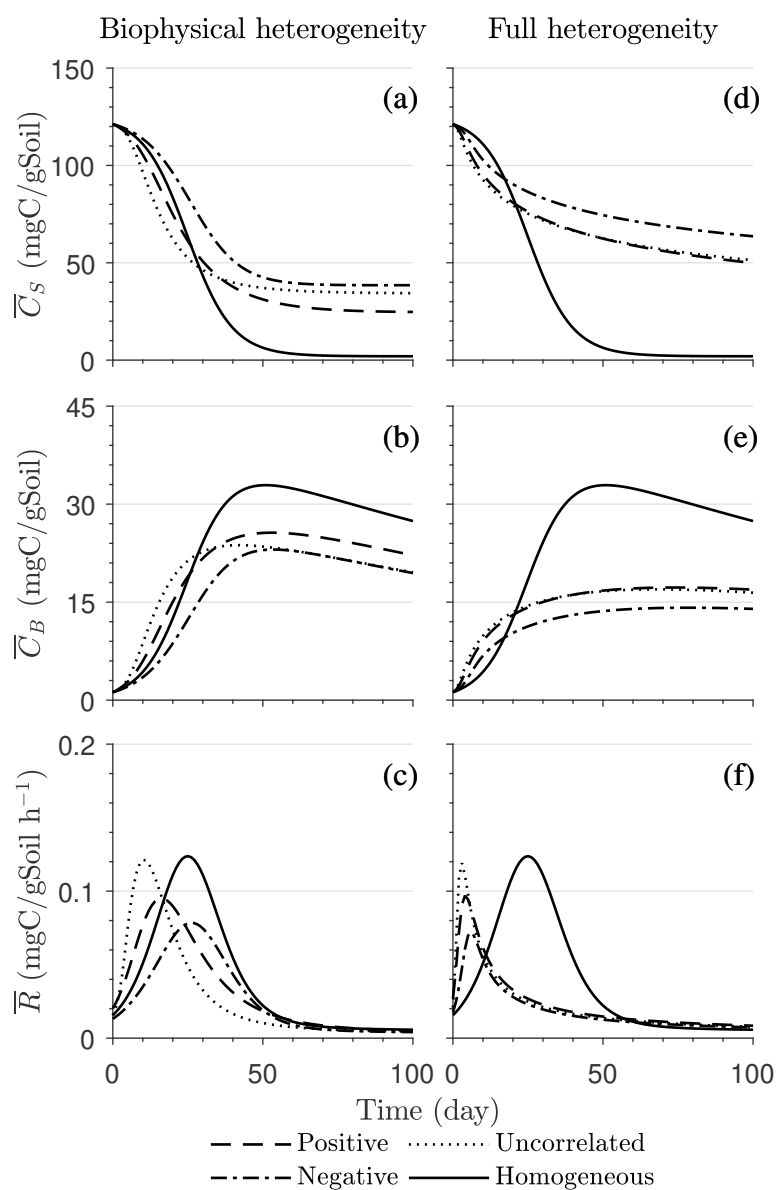 Biophysical heterogeneity Full heterogeneity
150
100
50
0
C̅_S (mgC/gSoil)
(a)
(d)
45
30
15
0
C̅_B (mgC/gSoil)
(b)
(e)
0.2
0.1
0
R̅ (mgC/gSoil h⁻¹)
(c)
(f)
0 50 100 0 50 100
Time (day)
Positive Uncorrelated
Negative Homogeneous